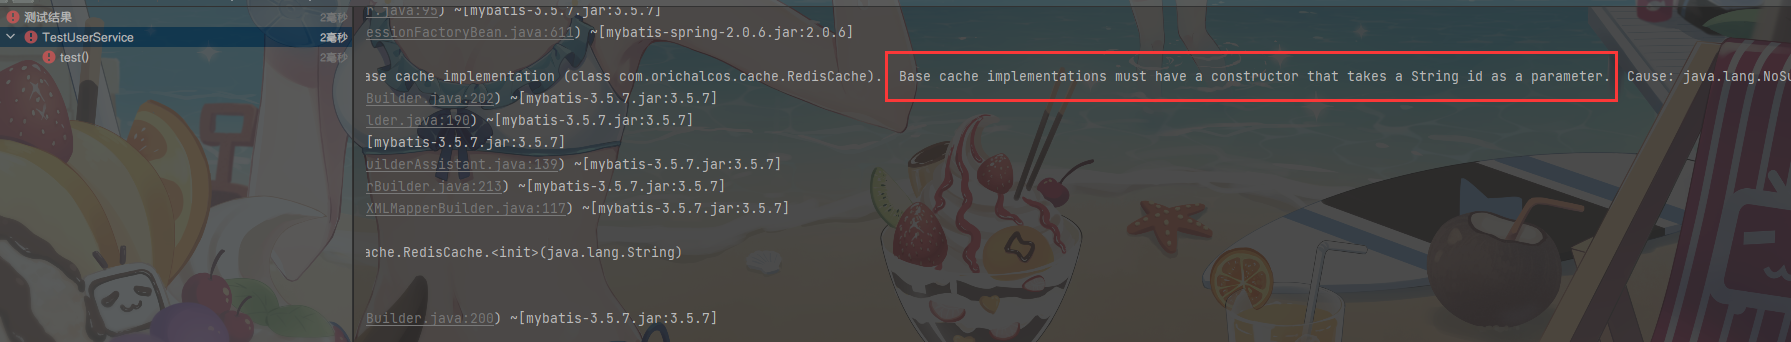 测试结果 2毫秒
TestUserService 2毫秒
test() 2毫秒
r.java:95) ~[mybatis-3.5.7.jar:3.5.7]
essionFactoryBean.java:611) ~[mybatis-spring-2.0.6.jar:2.0.6]
ase cache implementation (class com.orichalcos.cache.RedisCache). Base cache implementations must have a constructor that takes a String id as a parameter. Cause: java.lang.NoSu
Builder.java:202) ~[mybatis-3.5.7.jar:3.5.7]
lder.java:190) ~[mybatis-3.5.7.jar:3.5.7]
[mybatis-3.5.7.jar:3.5.7]
uilderAssistant.java:139) ~[mybatis-3.5.7.jar:3.5.7]
rBuilder.java:213) ~[mybatis-3.5.7.jar:3.5.7]
XMLMapperBuilder.java:117) ~[mybatis-3.5.7.jar:3.5.7]
ache.RedisCache.<init>(java.lang.String)
Builder.java:200) ~[mybatis-3.5.7.jar:3.5.7]